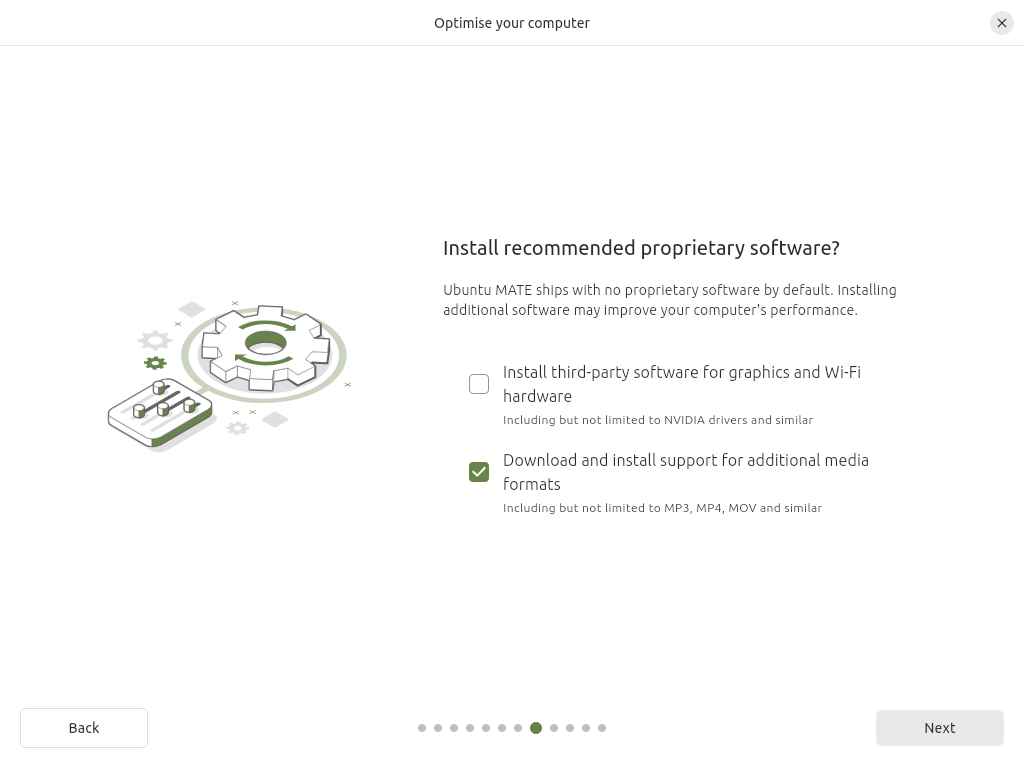 Optimise your computer
Install recommended proprietary software?
Ubuntu MATE ships with no proprietary software by default. Installing
additional software may improve your computer's performance.
Install third-party software for graphics and Wi-Fi
hardware
Including but not limited to NVIDIA drivers and similar
Download and install support for additional media
formats
Including but not limited to MP3, MP4, MOV and similar
Back
Next